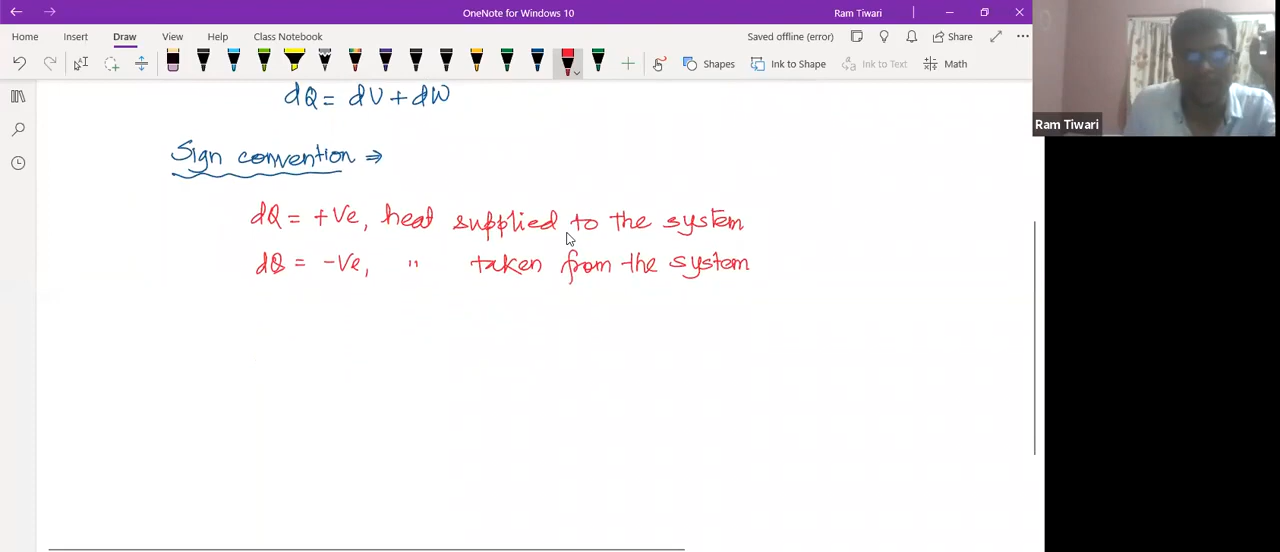 OneNote for Windows 10
Ram Tiwari
Home Insert Draw View Help Class Notebook
Saved offline (error) Share
Shapes Ink to Shape Ink to Text Math
Ram Tiwari
dQ = dU + dW
Sign convention ⇒
dQ = +Ve, heat supplied to the system
dQ = -Ve, " taken from the system